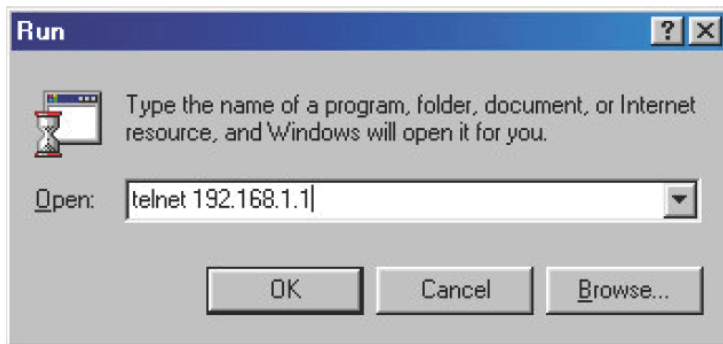 Run
Type the name of a program, folder, document, or Internet
resource, and Windows will open it for you.
Open: telnet 192.168.1.1
OK Cancel Browse...